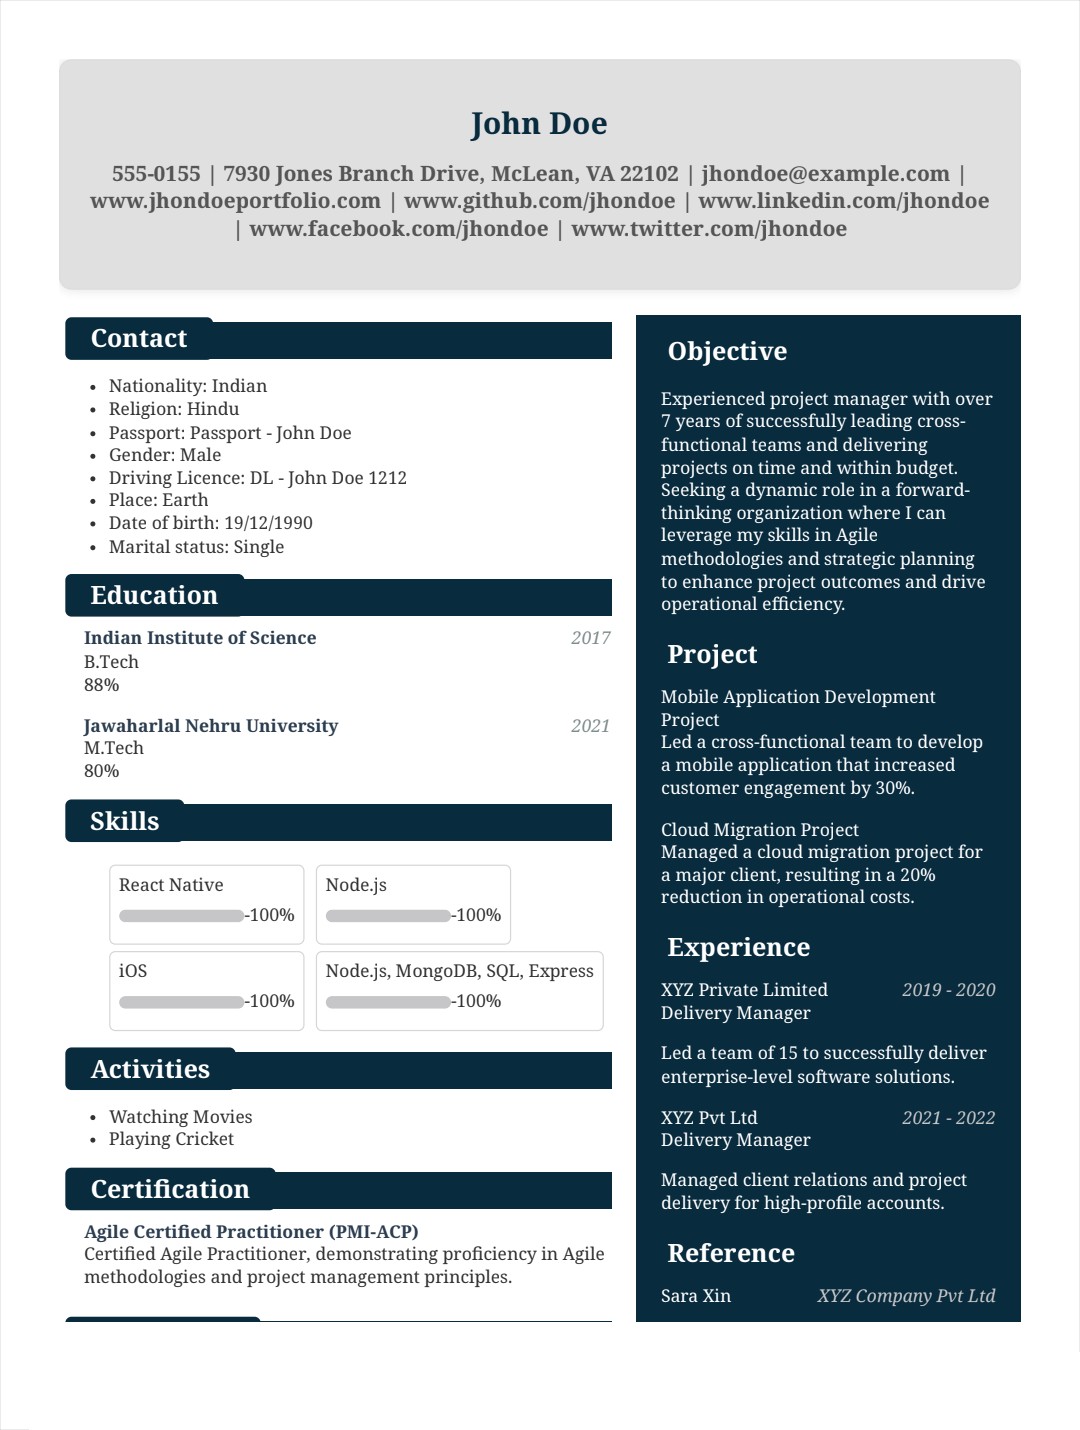 John Doe
555-0155 | 7930 Jones Branch Drive, McLean, VA 22102 | jhondoe@example.com |
www.jhondoeportfolio.com | www.github.com/jhondoe | www.linkedin.com/jhondoe
| www.facebook.com/jhondoe | www.twitter.com/jhondoe
Contact
• Nationality: Indian
• Religion: Hindu
• Passport: Passport - John Doe
• Gender: Male
• Driving Licence: DL - John Doe 1212
• Place: Earth
• Date of birth: 19/12/1990
• Marital status: Single
Education
Indian Institute of Science 2017
B.Tech
88%
Jawaharlal Nehru University 2021
M.Tech
80%
Skills
React Native
-100%
Node.js
-100%
iOS
-100%
Node.js, MongoDB, SQL, Express
-100%
Activities
• Watching Movies
• Playing Cricket
Certification
Agile Certified Practitioner (PMI-ACP)
Certified Agile Practitioner, demonstrating proficiency in Agile
methodologies and project management principles.
Objective
Experienced project manager with over
7 years of successfully leading cross-
functional teams and delivering
projects on time and within budget.
Seeking a dynamic role in a forward-
thinking organization where I can
leverage my skills in Agile
methodologies and strategic planning
to enhance project outcomes and drive
operational efficiency.
Project
Mobile Application Development
Project
Led a cross-functional team to develop
a mobile application that increased
customer engagement by 30%.
Cloud Migration Project
Managed a cloud migration project for
a major client, resulting in a 20%
reduction in operational costs.
Experience
XYZ Private Limited 2019 - 2020
Delivery Manager
Led a team of 15 to successfully deliver
enterprise-level software solutions.
XYZ Pvt Ltd 2021 - 2022
Delivery Manager
Managed client relations and project
delivery for high-profile accounts.
Reference
Sara Xin XYZ Company Pvt Ltd